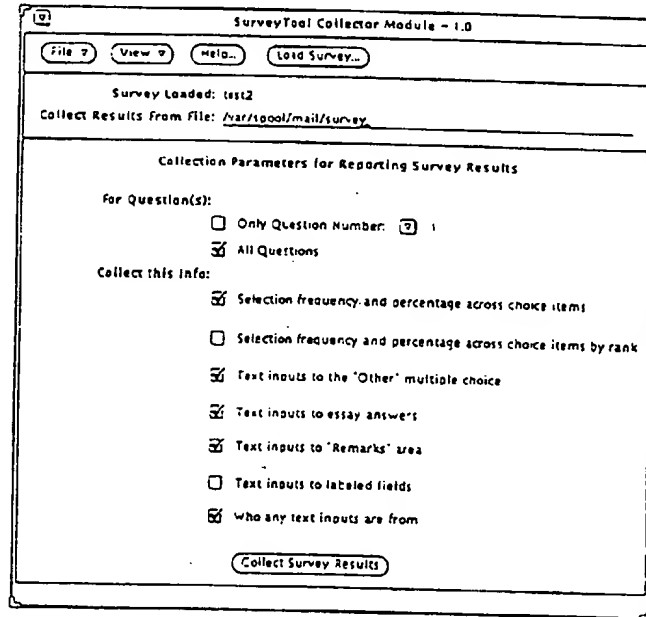 SurveyTool Collector Module - 1.0
File View Help... Load Survey...
Survey Loaded: test2
Collect Results From File: /var/spool/mail/survey
Collection Parameters for Reporting Survey Results
For Question(s):
Only Question Number: 1
All Questions
Collect this Info:
Selection frequency and percentage across choice items
Selection frequency and percentage across choice items by rank
Text inputs to the "Other" multiple choice
Text inputs to essay answers
Text inputs to "Remarks" area
Text inputs to labeled fields
Who any text inputs are from
Collect Survey Results